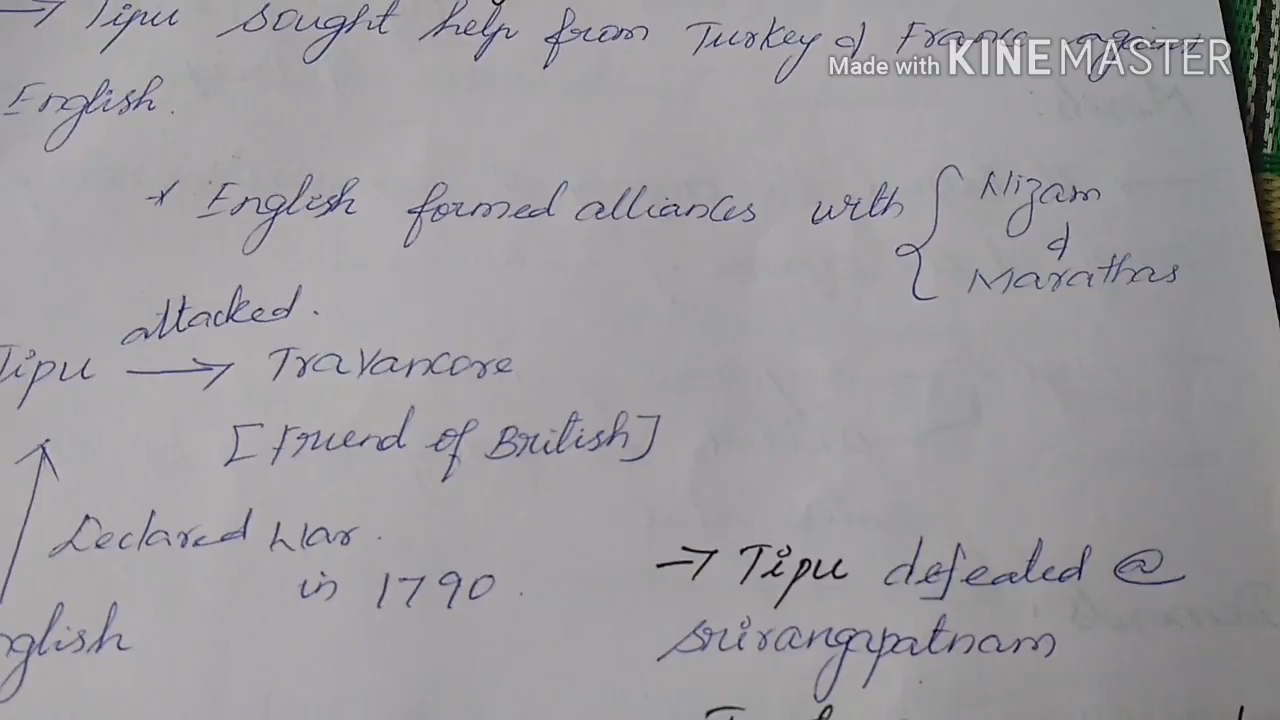 → Tipu sought help from Turkey & France against
English.
Made with KINEMASTER
* English formed alliances with { Nizam
&
Marathas
attacked.
Tipu → Travancore
[Friend of British]
Declared War.
in 1790.
nglish
→ Tipu defeated @
srirangapatnam